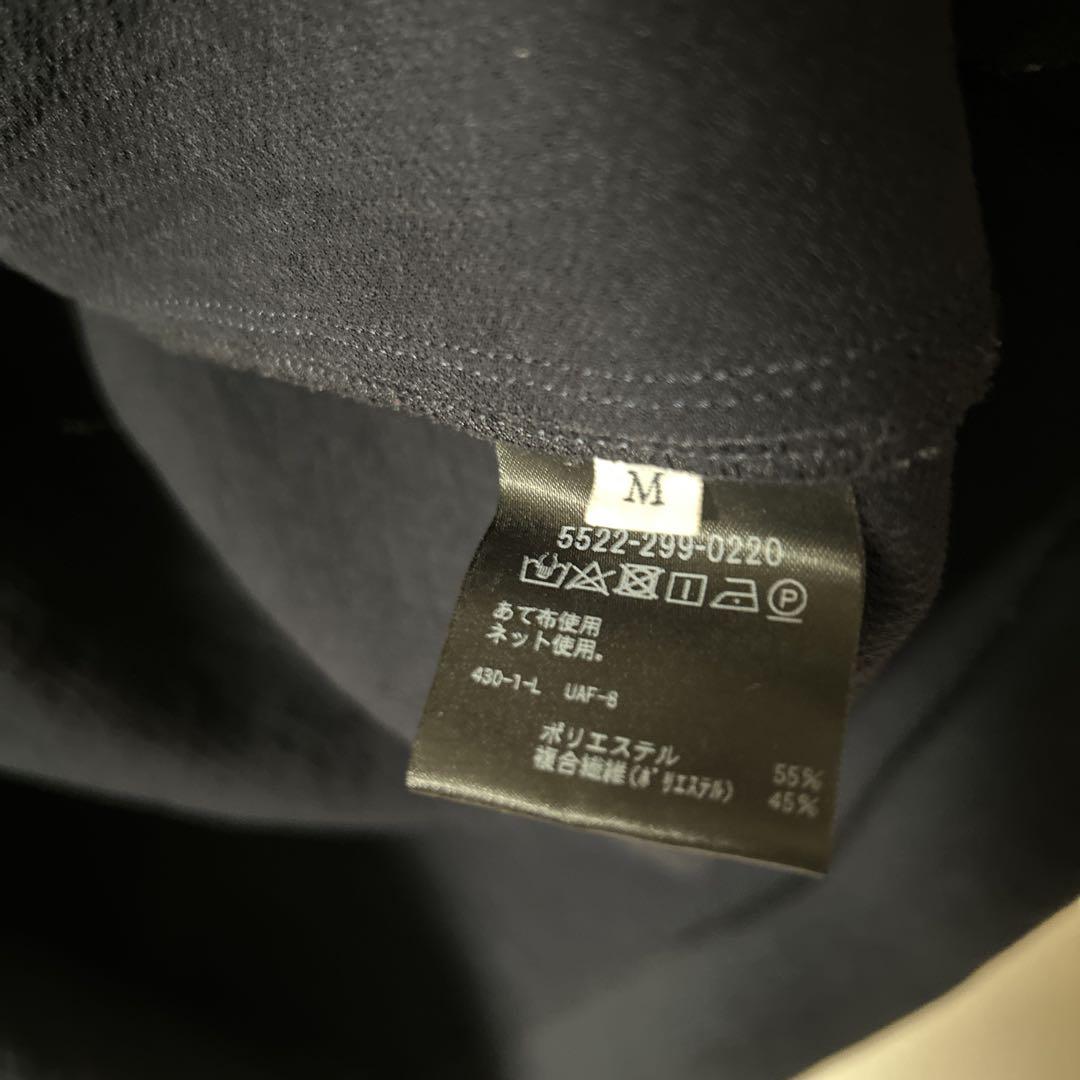 M
5522-299-0220
P
あて布使用
ネット使用。
430-1-L UAF-8
ポリエステル 55%
複合繊維(ポリエステル) 45%